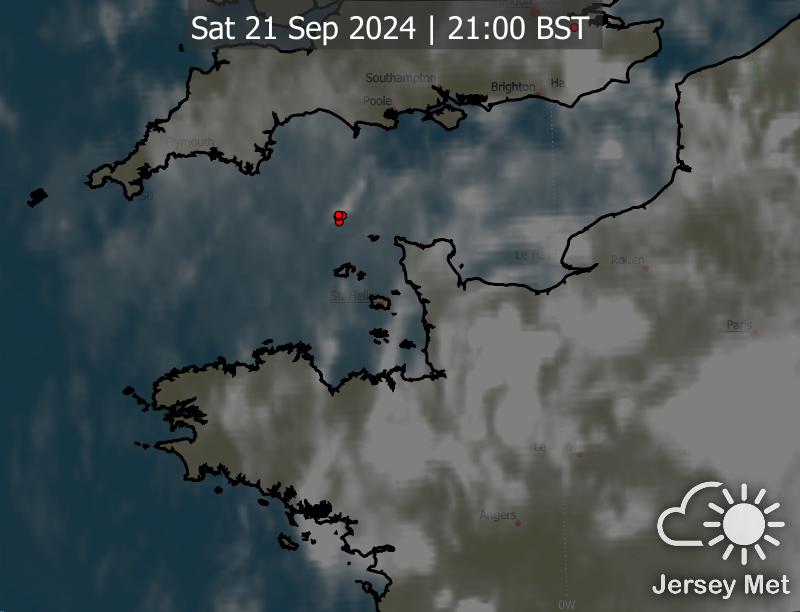 Sat 21 Sep 2024 | 21:00 BST
Southampton
Brighton
Ha
Poole
Plymouth
Rouen
St. Heli
Paris
Angers
0W
Jersey Met